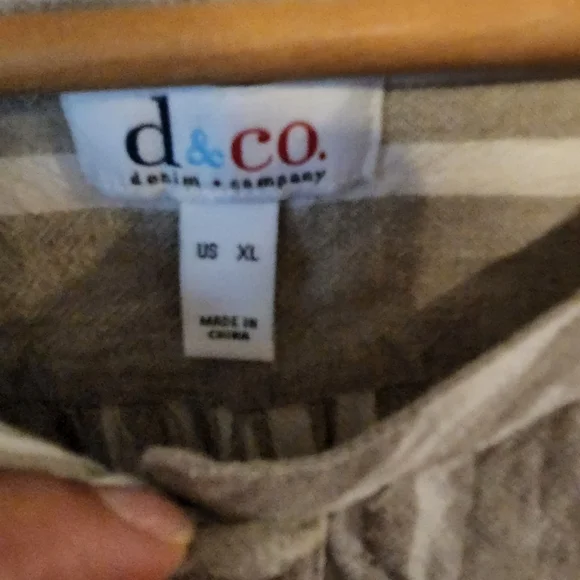 d&co.
denim + company
US XL
MADE IN
CHINA